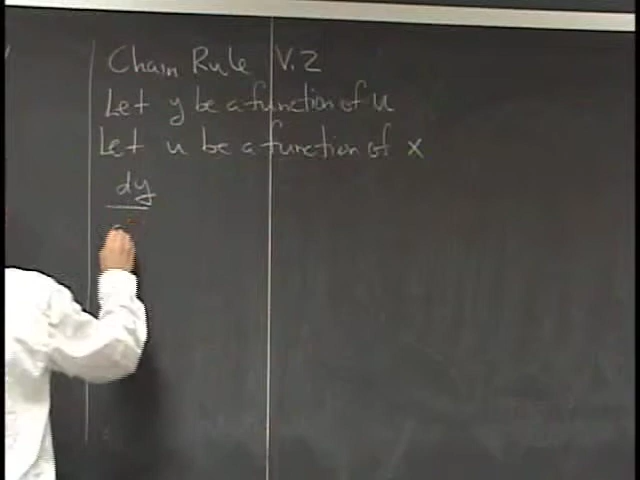 Chain Rule V.2
Let y be a function of u
Let u be a function of x
dy